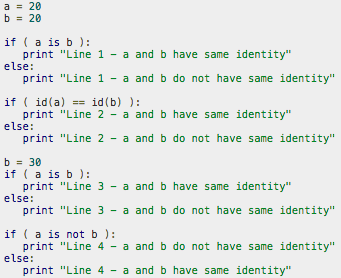 a = 20
b = 20

if ( a is b ):
   print "Line 1 - a and b have same identity"
else:
   print "Line 1 - a and b do not have same identity"

if ( id(a) == id(b) ):
   print "Line 2 - a and b have same identity"
else:
   print "Line 2 - a and b do not have same identity"

b = 30
if ( a is b ):
   print "Line 3 - a and b have same identity"
else:
   print "Line 3 - a and b do not have same identity"

if ( a is not b ):
   print "Line 4 - a and b do not have same identity"
else:
   print "Line 4 - a and b have same identity"